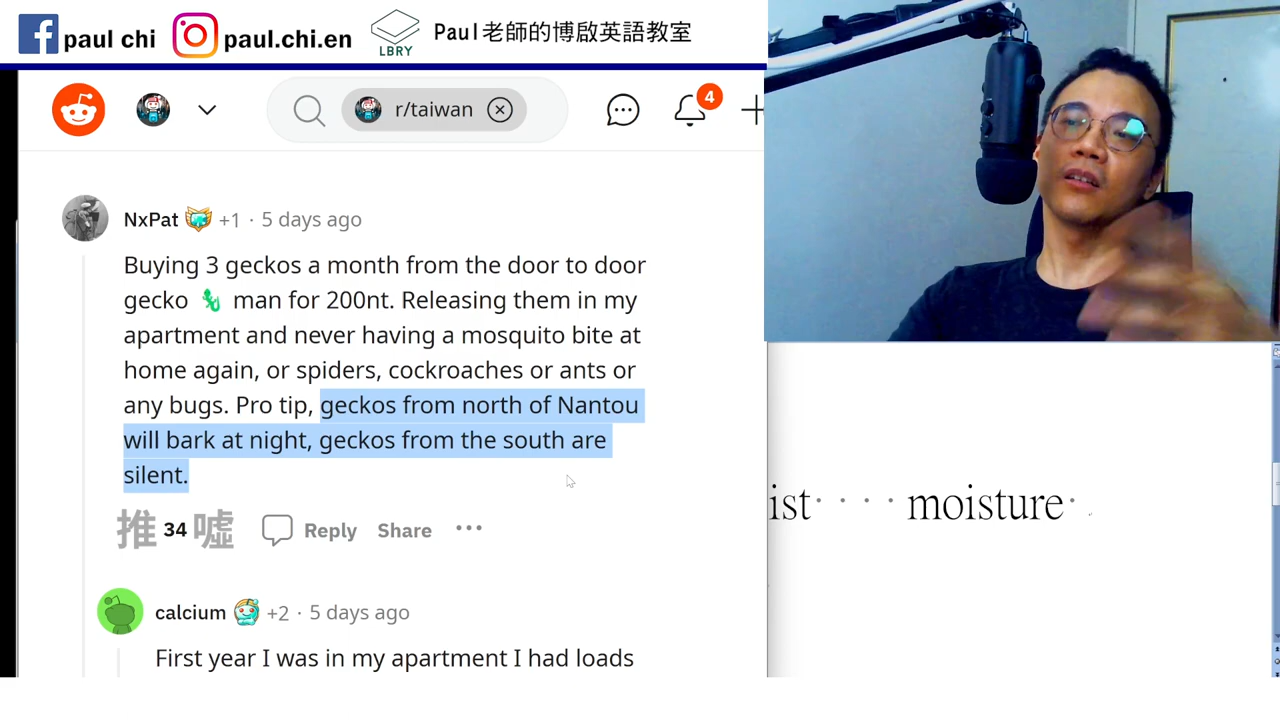 paul chi
paul.chi.en
LBRY
Paul老師的博啟英語教室
r/taiwan
4
NxPat +1 · 5 days ago
Buying 3 geckos a month from the door to door
gecko man for 200nt. Releasing them in my
apartment and never having a mosquito bite at
home again, or spiders, cockroaches or ants or
any bugs. Pro tip, geckos from north of Nantou
will bark at night, geckos from the south are
silent.
推 34 噓 Reply Share
calcium +2 · 5 days ago
First year I was in my apartment I had loads
ist···· moisture·